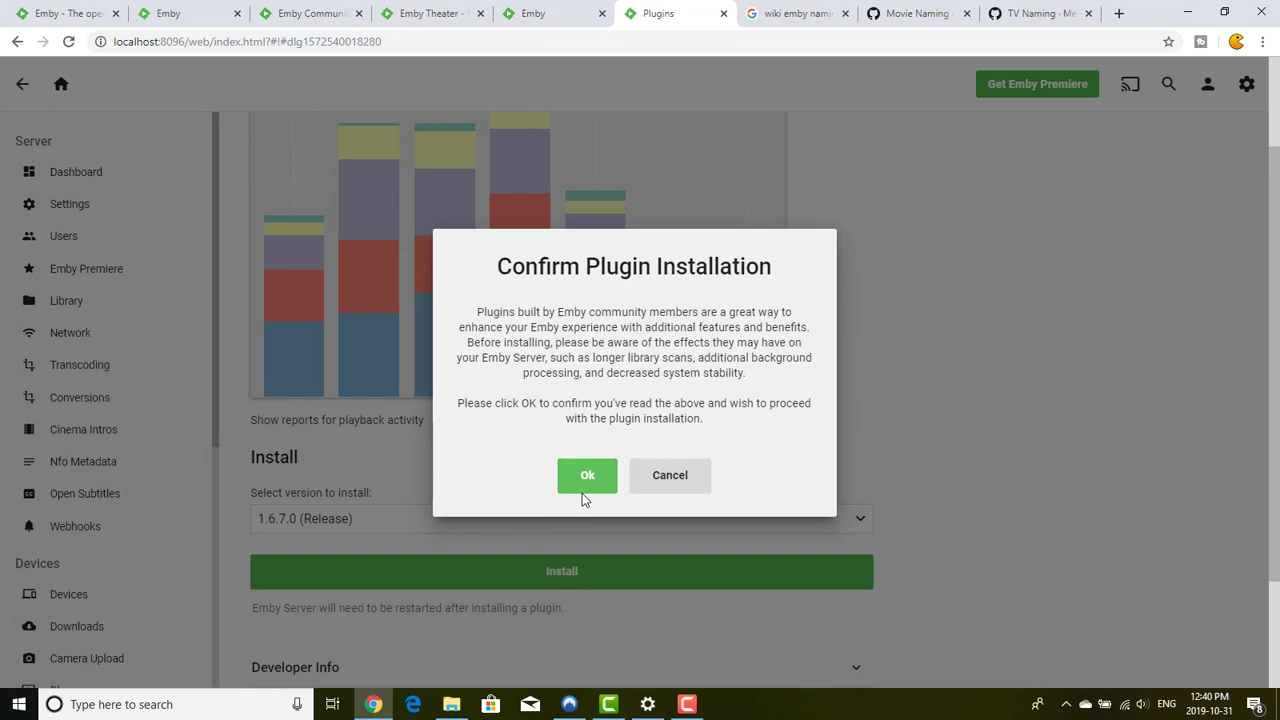 Emby - The ope
Emby
Emby Communi
Emby Theater -
Emby
Plugins
wiki emby nami
Movie Naming ·
TV Naming · Me
localhost:8096/web/index.html?#!#dlg1572540018280
Get Emby Premiere
Server
Dashboard
Settings
Users
Emby Premiere
Library
Network
Transcoding
Conversions
Cinema Intros
Nfo Metadata
Open Subtitles
Webhooks
Devices
Devices
Downloads
Camera Upload
Confirm Plugin Installation
Plugins built by Emby community members are a great way to
enhance your Emby experience with additional features and benefits.
Before installing, please be aware of the effects they may have on
your Emby Server, such as longer library scans, additional background
processing, and decreased system stability.
Please click OK to confirm you've read the above and wish to proceed
with the plugin installation.
Ok
Cancel
Show reports for playback activity
Install
Select version to install:
1.6.7.0 (Release)
Install
Emby Server will need to be restarted after installing a plugin.
Developer Info
Type here to search
ENG
12:40 PM
2019-10-31
8